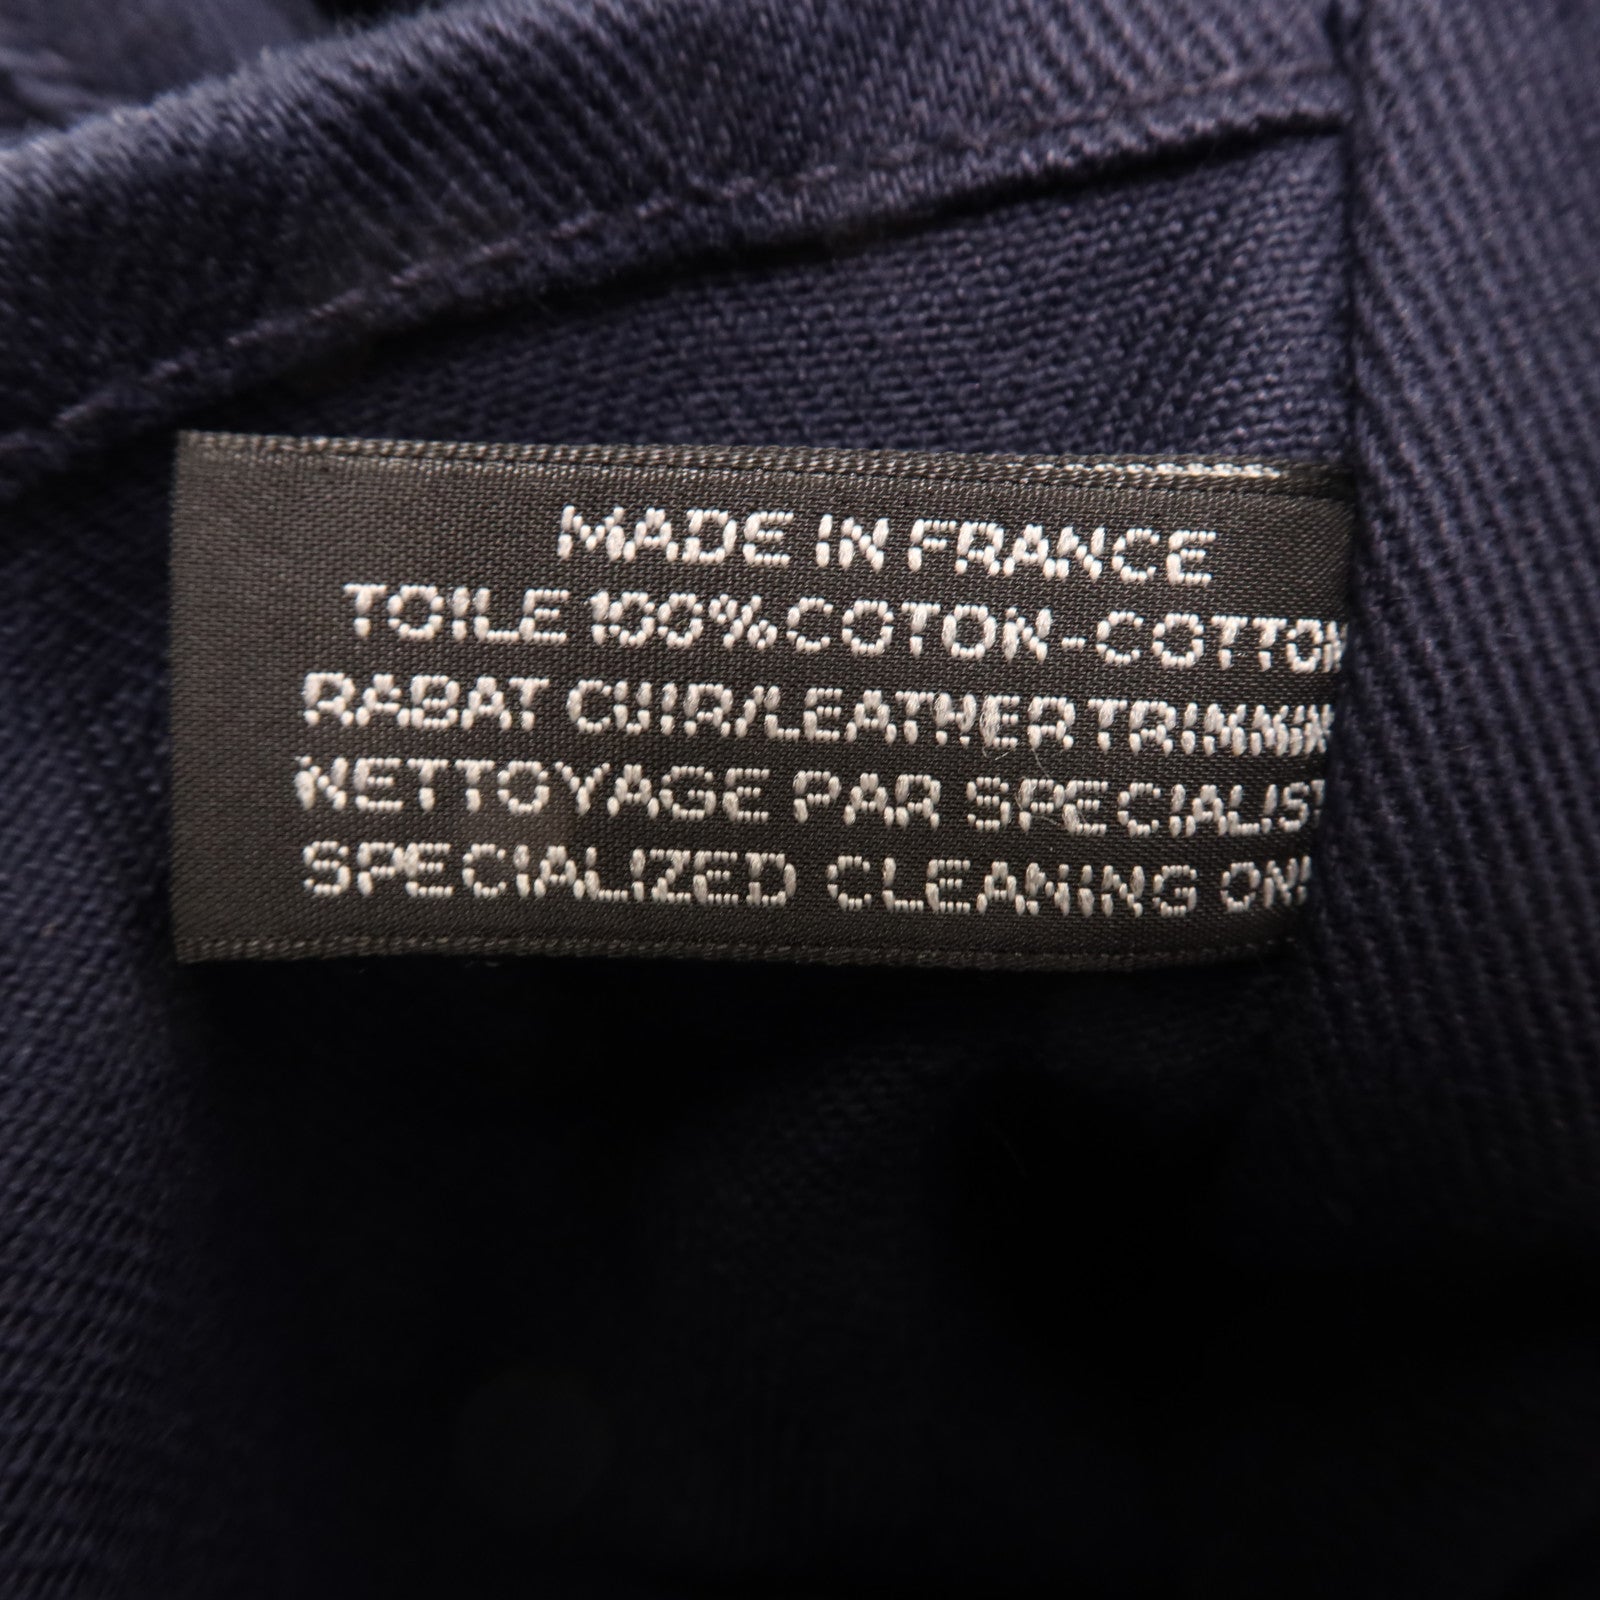 MADE IN FRANCE
TOILE 100% COTON-COTTON
RABAT CUIR/LEATHER TRIMMIN
NETTOYAGE PAR SPECIALIST
SPECIALIZED CLEANING ON